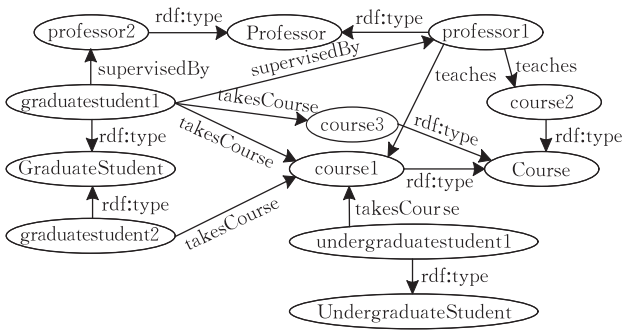 professor2 rdf:type Professor rdf:type professor1
supervisedBy
supervisedBy
teaches
teaches
graduatestudent1
takesCourse
course3
course2
rdf:type
takesCourse
rdf:type
rdf:type
GraduateStudent
course1
rdf:type
Course
rdf:type
takesCourse
takesCourse
graduatestudent2
undergraduatestudent1
rdf:type
UndergraduateStudent